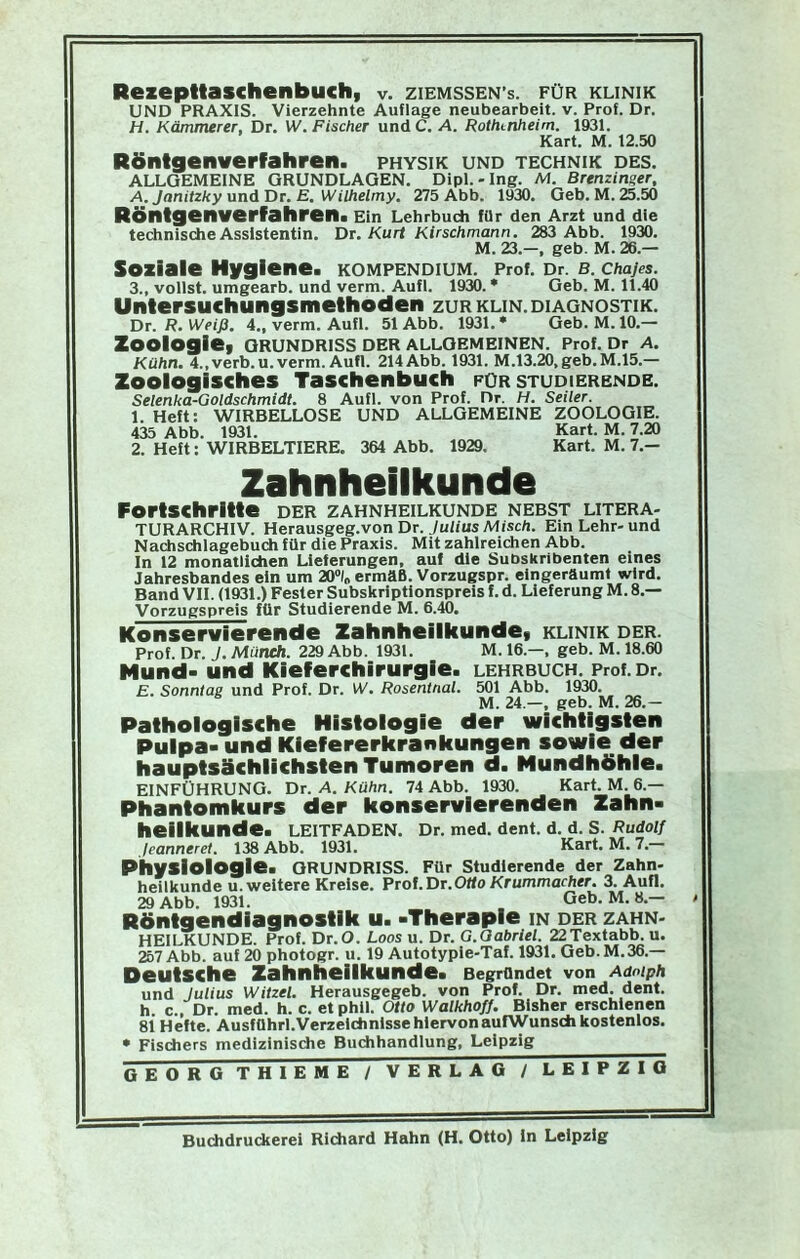 Rezepttaschenbuch, v. ZIEMSSEN's. FÜR KLINIK
UND PRAXIS. Vierzehnte Auflage neubearbeit. v. Prof. Dr.
H. Kämmerer, Dr. W. Fischer und C. A. Rothenheim. 1931.
Kart. M. 12.50
Röntgenverfahren. PHYSIK UND TECHNIK DES.
ALLGEMEINE GRUNDLAGEN. Dipl.-Ing. M. Brenzinger,
A. Janitzky und Dr. E. Wilhelmy. 275 Abb. 1930. Geb. M. 25.50
Röntgenverfahren. Ein Lehrbuch für den Arzt und die
technische Assistentin. Dr. Kurt Kirschmann. 283 Abb. 1930.
M. 23.—, geb. M. 26.—
Soziale Hygiene. KOMPENDIUM. Prof. Dr. B. Chajes.
3., vollst. umgearb. und verm. Aufl. 1930.* Geb. M. 11.40
Untersuchungsmethoden ZUR KLIN. DIAGNOSTIK.
Dr. R. Weiß. 4., verm. Aufl. 51 Abb. 1931.* Geb. M. 10.—
Zoologie, GRUNDRISS DER ALLGEMEINEN. Prof. Dr A.
Kühn. 4., verb. u. verm. Aufl. 214 Abb. 1931. M.13.20, geb. M.15.—
Zoologisches Taschenbuch FÜR STUDIERENDE.
Selenka-Goldschmidt. 8 Aufl. von Prof. Dr. H. Seiler.
1. Heft: WIRBELLOSE UND ALLGEMEINE ZOOLOGIE.
435 Abb. 1931. Kart. M. 7.20
2. Heft: WIRBELTIERE. 364 Abb. 1929. Kart. M. 7.—
Zahnheilkunde
Fortschritte DER ZAHNHEILKUNDE NEBST LITERA-
TURARCHIV. Herausgeg. von Dr. Julius Misch. Ein Lehr- und
Nachschlagebuch für die Praxis. Mit zahlreichen Abb.
In 12 monatlichen Lieferungen, auf die Subskribenten eines
Jahresbandes ein um 20% ermäß. Vorzugspr. eingeräumt wird.
Band VII. (1931.) Fester Subskriptionspreis f. d. Lieferung M. 8.—
Vorzugspreis für Studierende M. 6.40.
Konservierende Zahnheilkunde, KLINIK DER.
Prof. Dr. J. Münch. 229 Abb. 1931. M. 16.—, geb. M. 18.60
Mund- und Kieferchirurgie. LEHRBUCH. Prof. Dr.
E. Sonntag und Prof. Dr. W. Rosenthal. 501 Abb. 1930.
M. 24.—, geb. M. 26.—
Pathologische Histologie der wichtigsten
Pulpa- und Kiefererkrankungen sowie der
hauptsächlichsten Tumoren d. Mundhöhle.
EINFÜHRUNG. Dr. A. Kühn. 74 Abb. 1930. Kart. M. 6.—
Phantomkurs der konservierenden Zahn-
heilkunde. LEITFADEN. Dr. med. dent. d. d. S. Rudolf
Jeanneret. 138 Abb. 1931. Kart. M. 7.—
Physiologie. GRUNDRISS. Für Studierende der Zahn-
heilkunde u. weitere Kreise. Prof. Dr. Otto Krummacher. 3. Aufl.
29 Abb. 1931. Geb. M. 8.—
Röntgendiagnostik u. -Therapie IN DER ZAHN-
HEILKUNDE. Prof. Dr. O. Loos u. Dr. G. Gabriel. 22 Textabb. u.
257 Abb. auf 20 photogr. u. 19 Autotypie-Taf. 1931. Geb. M. 36.—
Deutsche Zahnheilkunde. Begründet von Adolph
und Julius Witzel. Herausgegeb. von Prof. Dr. med. dent.
h. c., Dr. med. h. c. et phil. Otto Walkhoff. Bisher erschienen
81 Hefte. Ausführl. Verzeichnisse hiervon auf Wunsch kostenlos.
* Fischers medizinische Buchhandlung, Leipzig
GEORG THIEME / VERLAG / LEIPZIG
Buchdruckerei Richard Hahn (H. Otto) in Leipzig